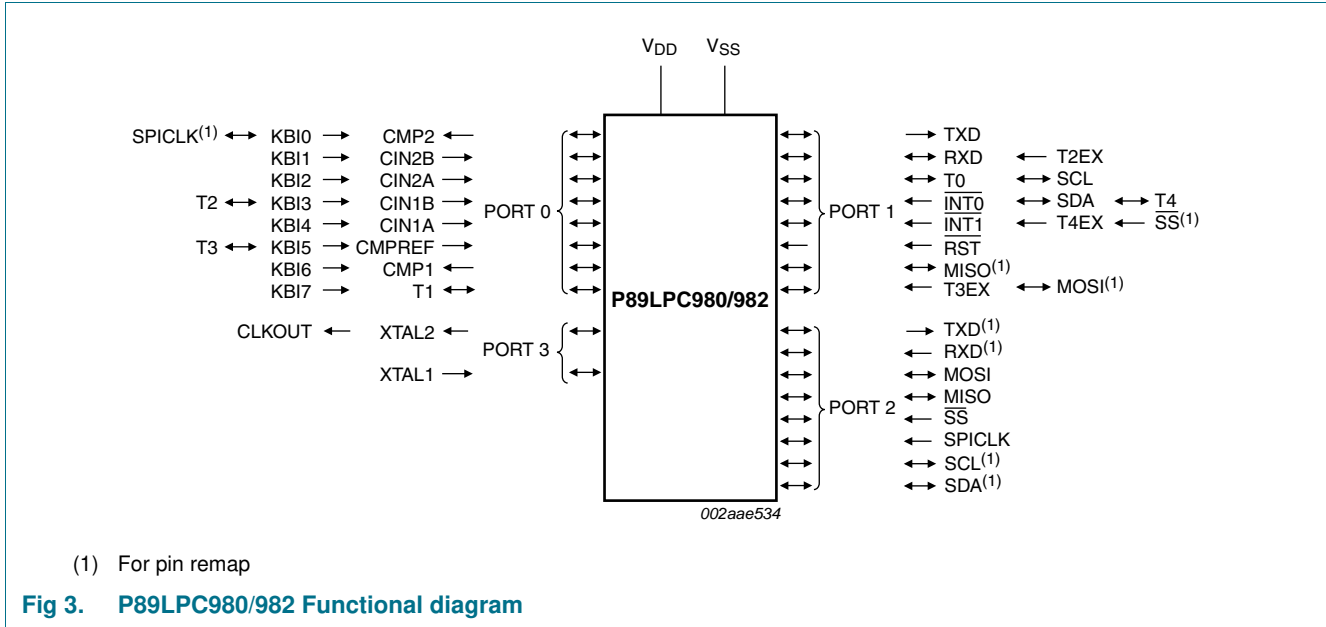 VDD VSS
SPICLK(1) KBI0 CMP2 TXD
KBI1 CIN2B RXD T2EX
KBI2 CIN2A T0 SCL
T2 KBI3 CIN1B PORT 0 PORT 1 INT0 SDA T4
KBI4 CIN1A INT1 T4EX SS(1)
T3 KBI5 CMPREF RST
KBI6 CMP1 MISO(1)
KBI7 T1 P89LPC980/982 T3EX MOSI(1)
CLKOUT XTAL2 PORT 3 TXD(1)
RXD(1)
XTAL1 MOSI
MISO
PORT 2 SS
SPICLK
SCL(1)
SDA(1)
002aae534
(1) For pin remap
Fig 3. P89LPC980/982 Functional diagram